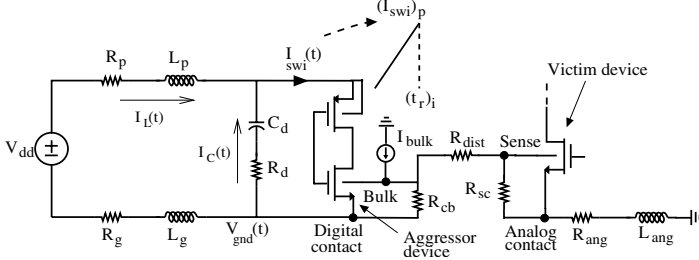 (I_swi)_p
I_swi(t)
R_p
L_p
Victim device
I_L(t)
(t_r)_i
C_d
V_dd
±
I_C(t)
I_bulk
R_dist
Sense
R_d
Bulk
R_sc
R_cb
R_g
L_g
V_gnd(t)
Digital
contact
Aggressor
device
Analog
contact
R_ang
L_ang